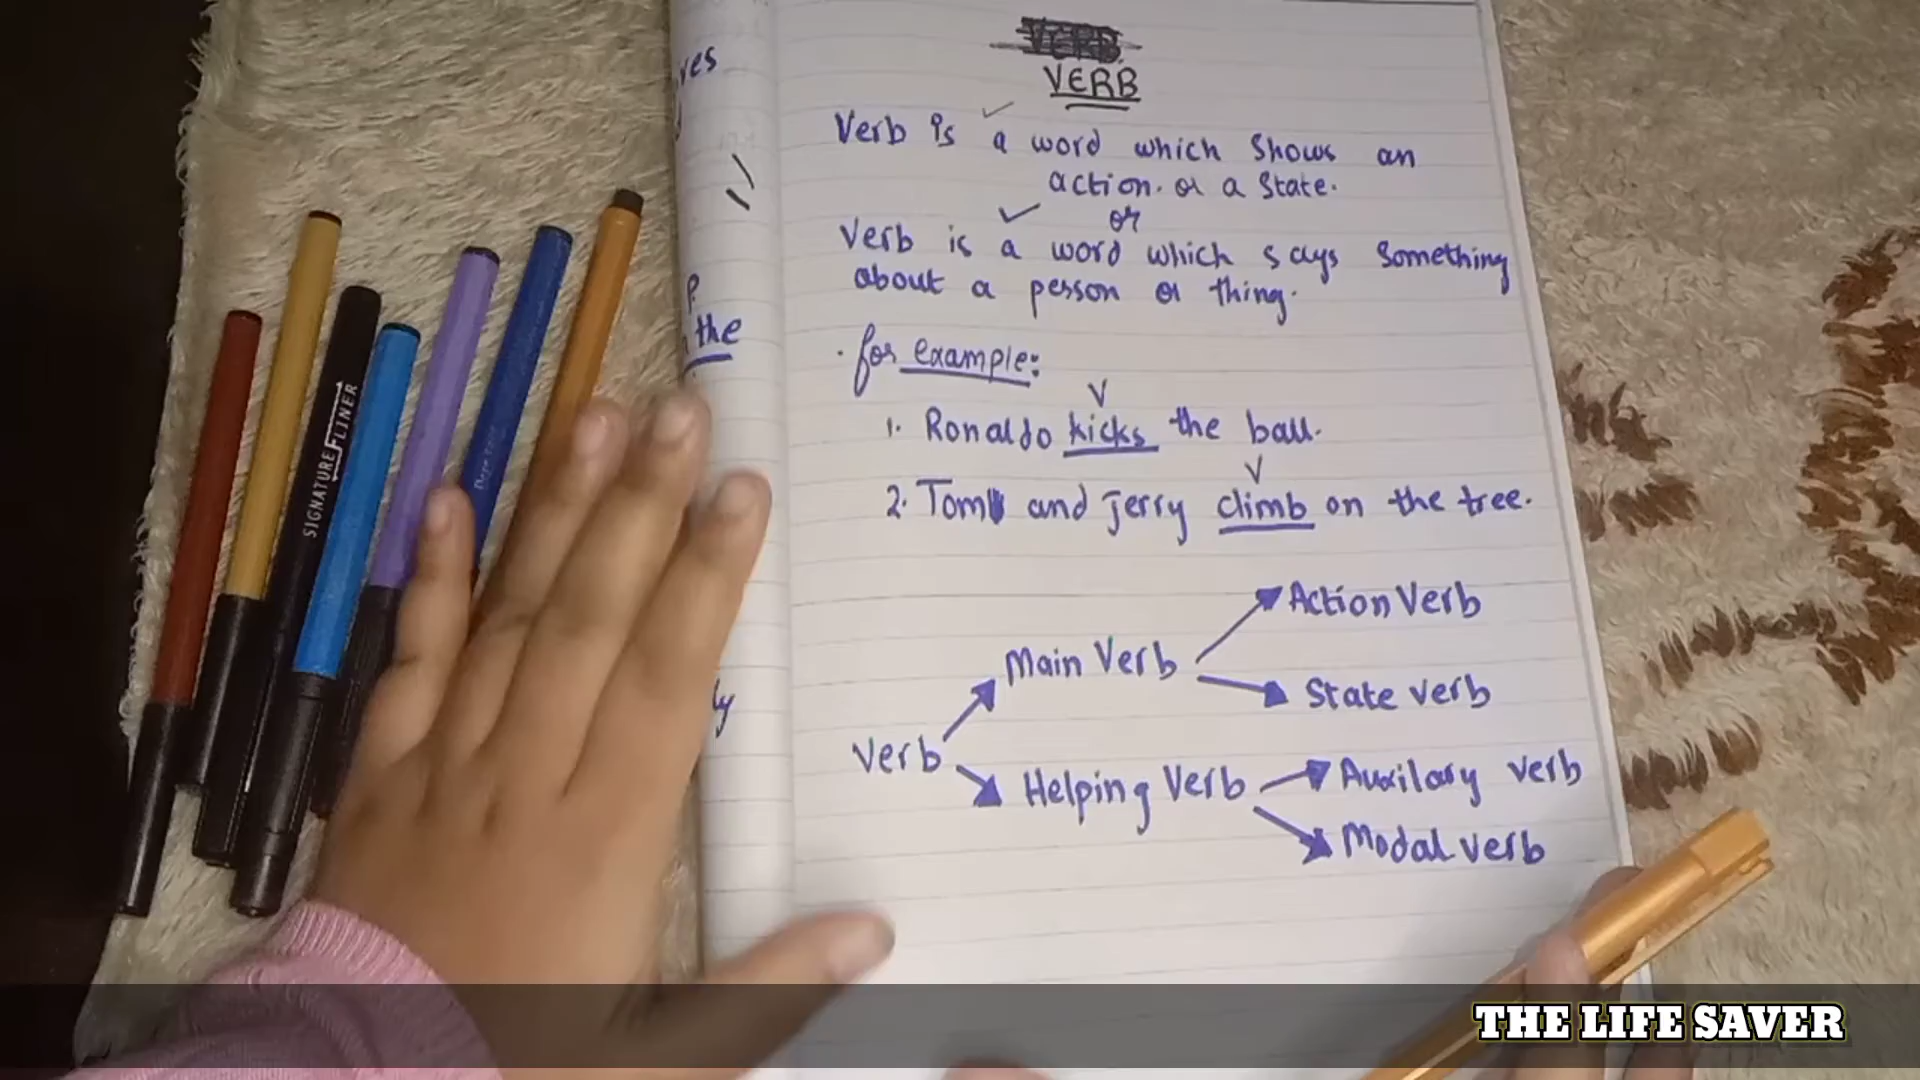 VERB
VERB
Verb is a word which shows an
action. or a state.
or
Verb is a word which says something
about a person or thing.
. for example:
V
1. Ronaldo kicks the ball.
V
2. Tom and Jerry climb on the tree.
Action Verb
Main Verb
State verb
Verb
Helping Verb
Auxilary verb
Modal verb
the
P.
SIGNATURE FLINER
THE LIFE SAVER